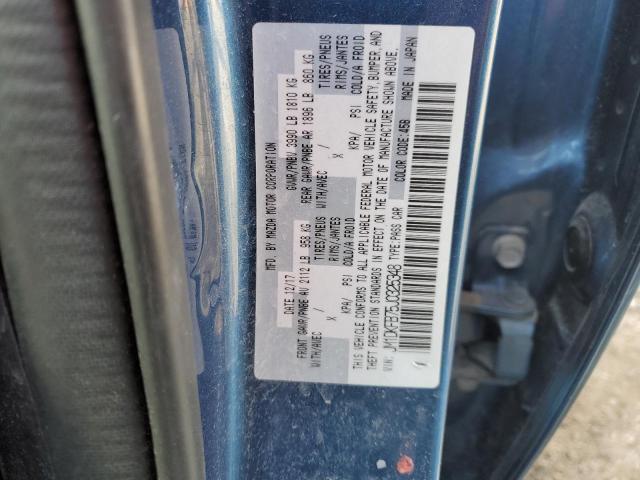 MFD. BY MAZDA MOTOR CORPORATION
DATE: 12/17 GVWR/PNBV 3990 LB 1810 KG
FRONT GAWR/PNBE AV 2112 LB 958 KG REAR GAWR/PNBE AR 1896 LB 860 KG
WITH/AVEC TIRES/PNEUS WITH/AVEC TIRES/PNEUS
X RIMS/JANTES X RIMS/JANTES
KPA/ PSI COLD/A FROID KPA/ PSI COLD/A FROID
THIS VEHICLE CONFORMS TO ALL APPLICABLE FEDERAL MOTOR VEHICLE SAFETY, BUMPER, AND
THEFT PREVENTION STANDARDS IN EFFECT ON THE DATE OF MANUFACTURE SHOWN ABOVE.
VIN: JM1DKFB75J0325348 TYPE: PASS CAR COLOR CODE: 45B MADE IN JAPAN